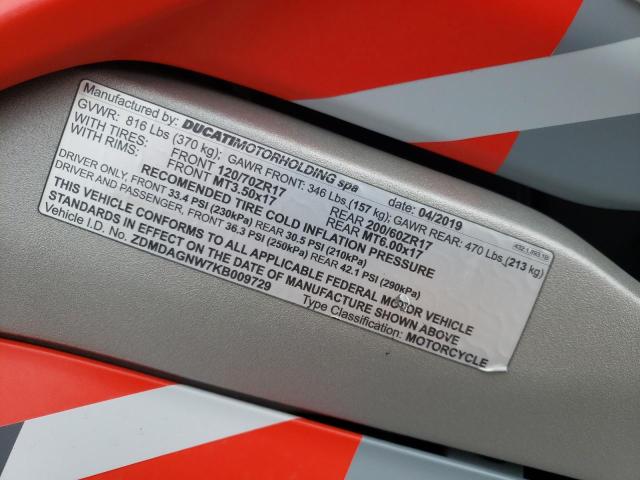 Manufactured by: DUCATIMOTORHOLDING spa date: 04/2019
GVWR: 816 Lbs (370 kg); GAWR FRONT: 346 Lbs (157 kg); GAWR REAR: 470 Lbs.(213 kg)
WITH TIRES: FRONT 120/70ZR17 REAR 200/60ZR17
WITH RIMS: FRONT MT3.50x17 REAR MT6.00x17
RECOMENDED TIRE COLD INFLATION PRESSURE
DRIVER ONLY, FRONT 33.4 PSI (230kPa) REAR 30.5 PSI (210kPa)
DRIVER AND PASSENGER, FRONT 36.3 PSI (250kPa) REAR 42.1 PSI (290kPa)
THIS VEHICLE CONFORMS TO ALL APPLICABLE FEDERAL MOTOR VEHICLE
STANDARDS IN EFFECT ON THE DATE OF MANUFACTURE SHOWN ABOVE
Vehicle I.D. No. ZDMDAGNW7KB009729 Type Classification: MOTORCYCLE